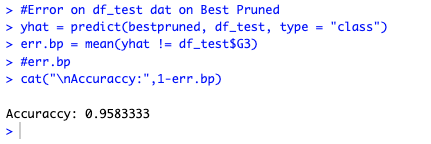 > #Error on df_test dat on Best Pruned
> yhat = predict(bestpruned, df_test, type = "class")
> err.bp = mean(yhat != df_test$G3)
> #err.bp
> cat("\nAccuraccy:",1-err.bp)
Accuraccy: 0.9583333
>